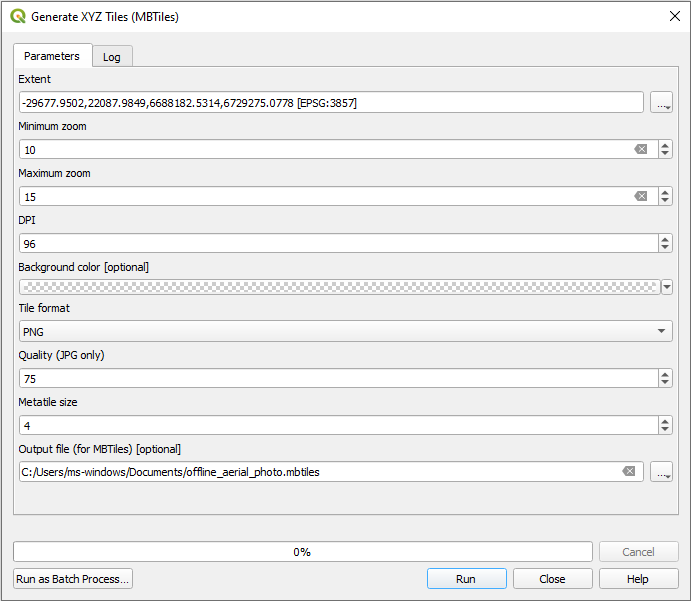 Generate XYZ Tiles (MBTiles)
Parameters
Log
Extent
-29677.9502,22087.9849,6688182.5314,6729275.0778 [EPSG:3857]
...
Minimum zoom
10
Maximum zoom
15
DPI
96
Background color [optional]
Tile format
PNG
Quality (JPG only)
75
Metatile size
4
Output file (for MBTiles) [optional]
C:/Users/ms-windows/Documents/offline_aerial_photo.mbtiles
...
0%
Cancel
Run as Batch Process...
Run
Close
Help